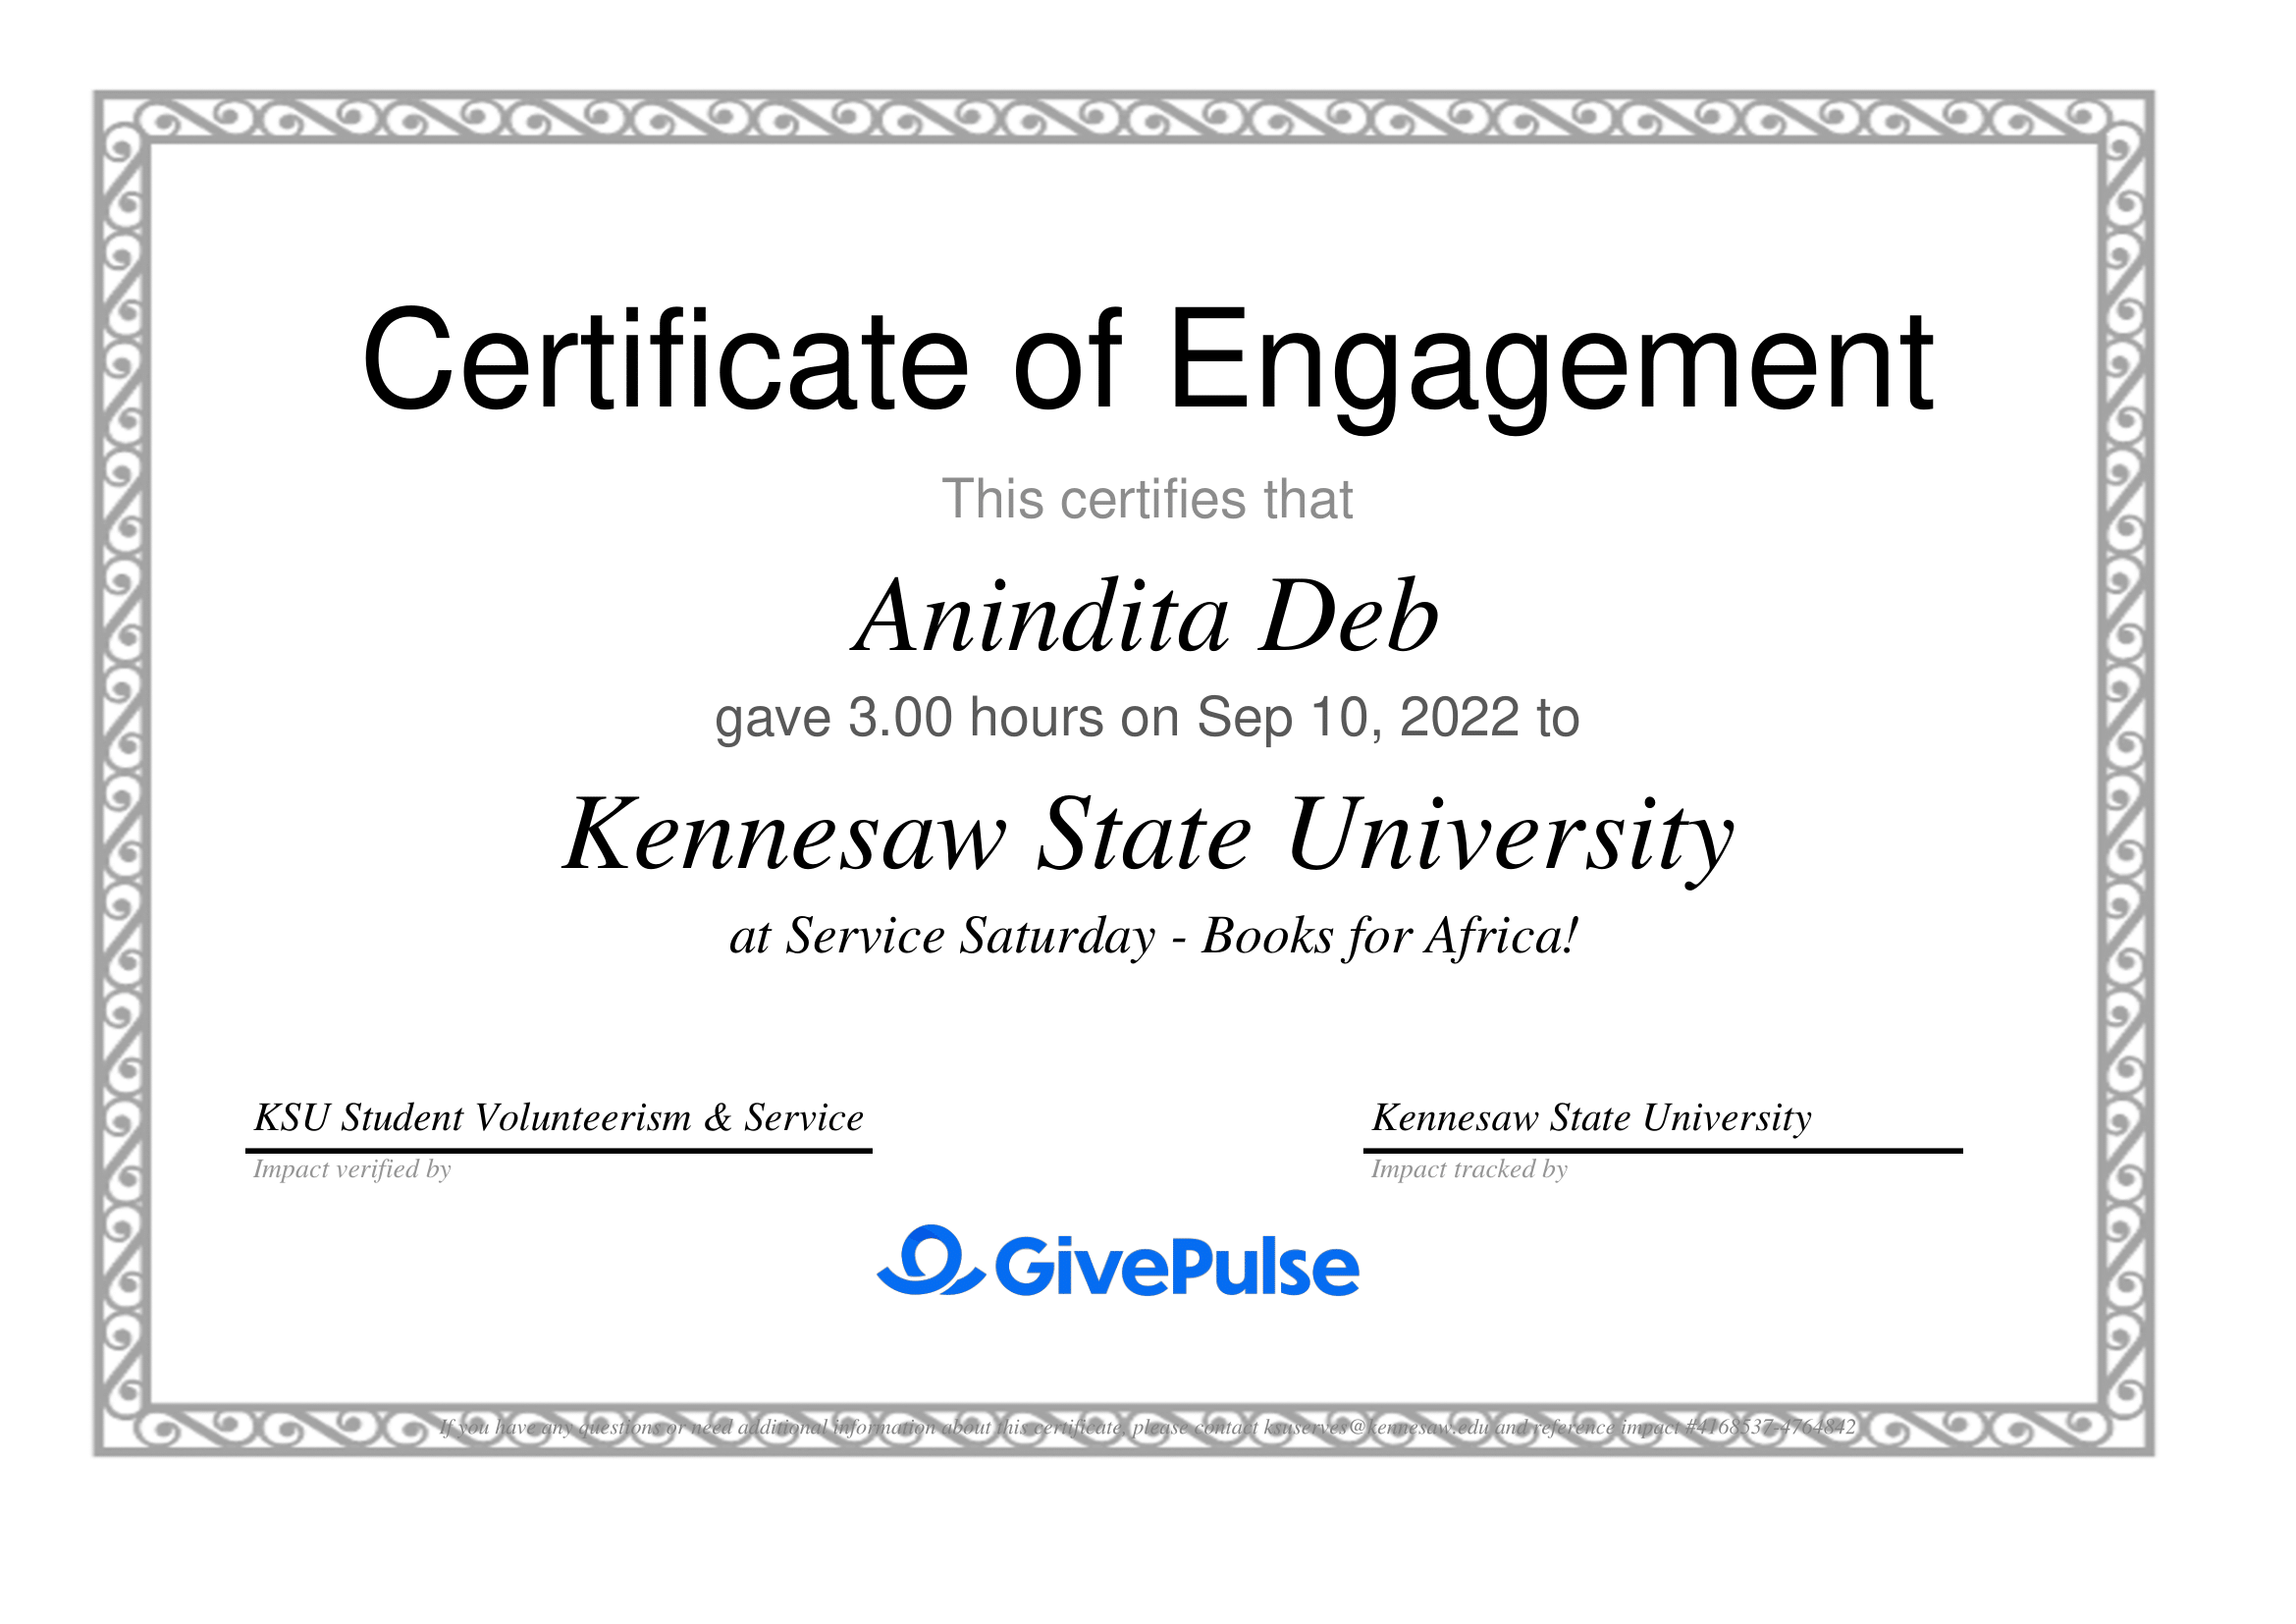 Certificate of Engagement
This certifies that
Anindita Deb
gave 3.00 hours on Sep 10, 2022 to
Kennesaw State University
at Service Saturday - Books for Africa!
KSU Student Volunteerism & Service
Impact verified by
Kennesaw State University
Impact tracked by
GivePulse
If you have any questions or need additional information about this certificate, please contact ksuserves@kennesaw.edu and reference impact #4168537-4764842